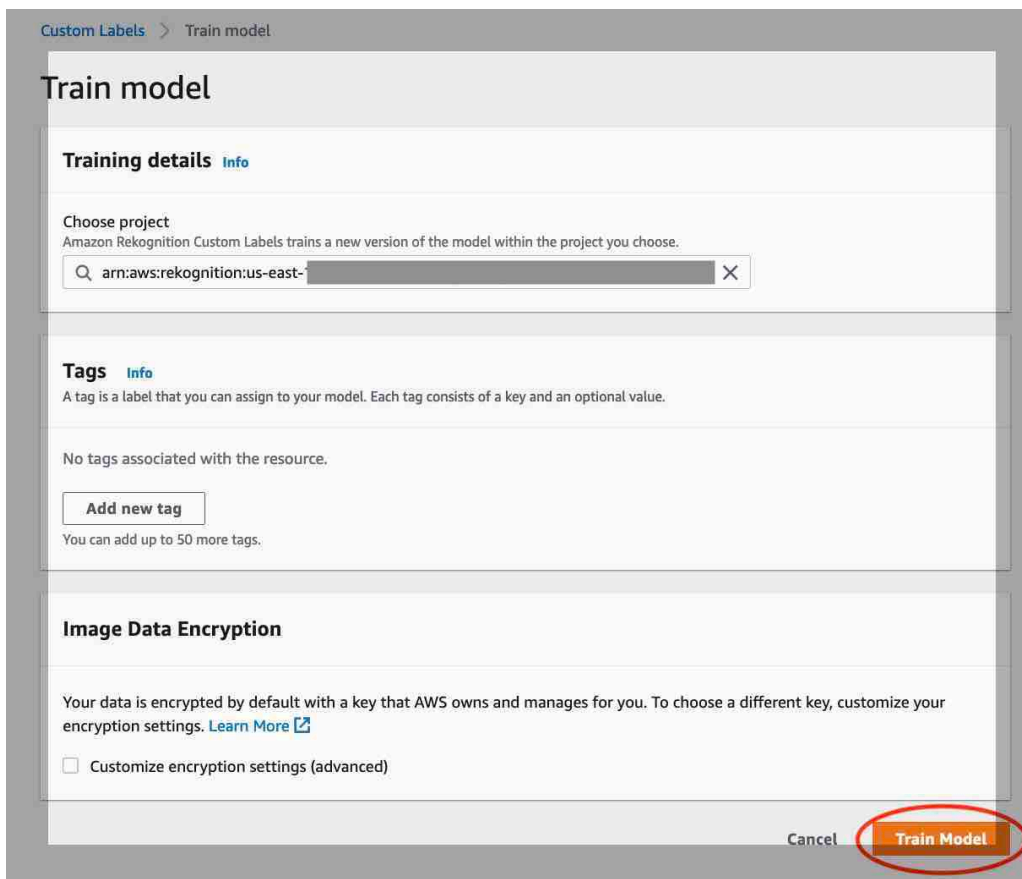 Custom Labels > Train model
Train model
Training details Info
Choose project
Amazon Rekognition Custom Labels trains a new version of the model within the project you choose.
arn:aws:rekognition:us-east-
Tags Info
A tag is a label that you can assign to your model. Each tag consists of a key and an optional value.
No tags associated with the resource.
Add new tag
You can add up to 50 more tags.
Image Data Encryption
Your data is encrypted by default with a key that AWS owns and manages for you. To choose a different key, customize your
encryption settings. Learn More
Customize encryption settings (advanced)
Cancel Train Model